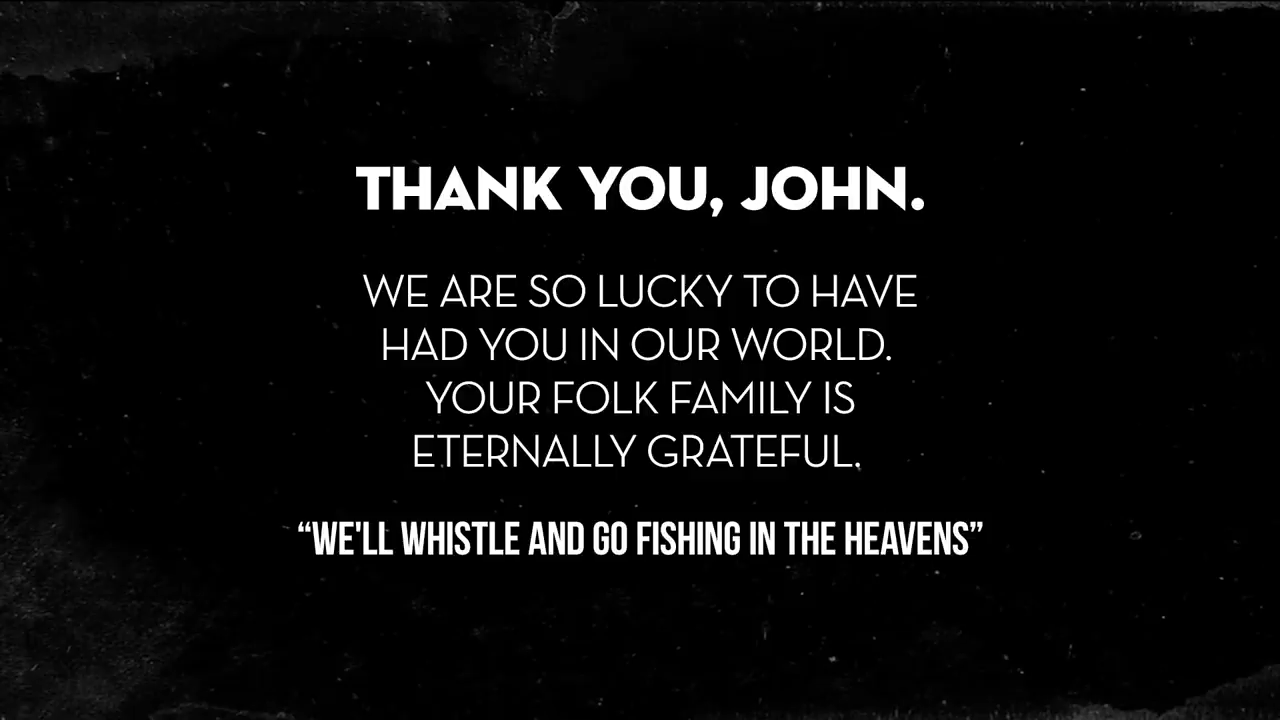 THANK YOU, JOHN.
WE ARE SO LUCKY TO HAVE
HAD YOU IN OUR WORLD.
YOUR FOLK FAMILY IS
ETERNALLY GRATEFUL.
“WE'LL WHISTLE AND GO FISHING IN THE HEAVENS”